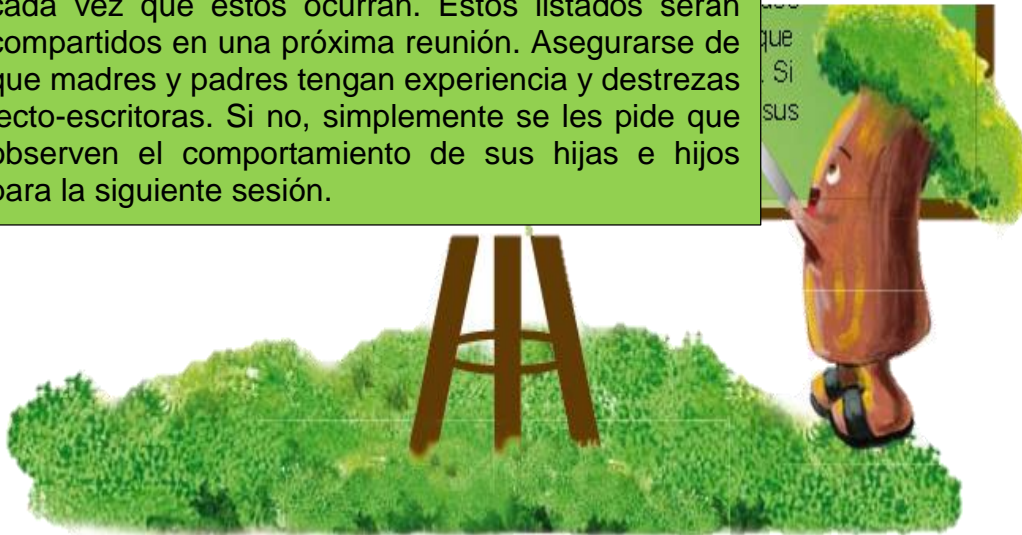 cada vez que estos ocurran. Estos listados serán
compartidos en una próxima reunión. Asegurarse de
que madres y padres tengan experiencia y destrezas
lecto-escritoras. Si no, simplemente se les pide que
observen el comportamiento de sus hijas e hijos
para la siguiente sesión.
que
. Si
sus